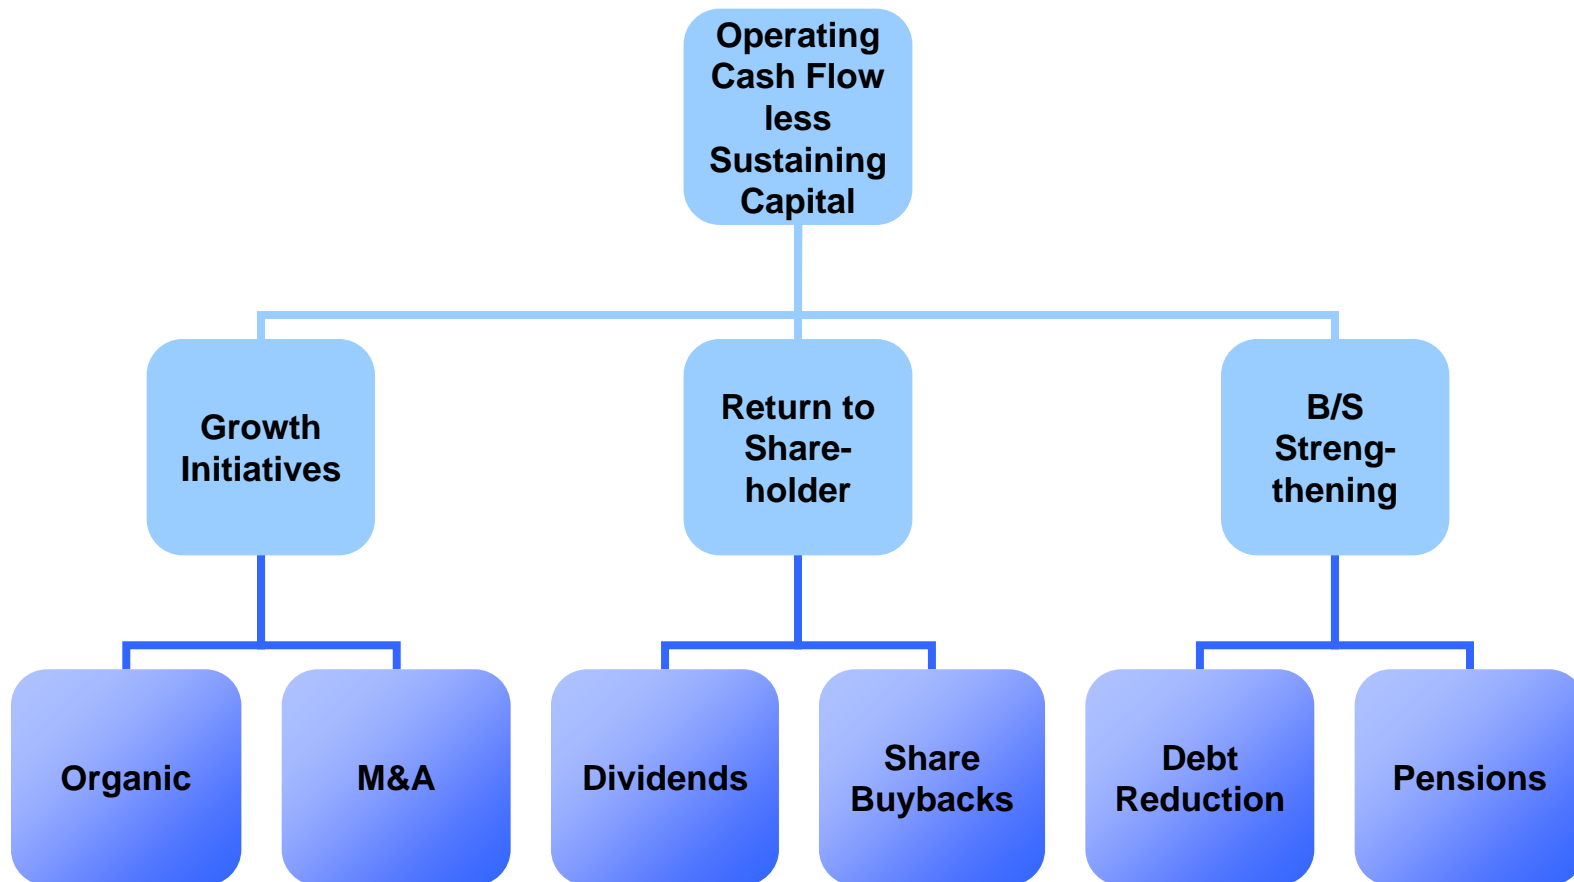 Operating
Cash Flow
less
Sustaining
Capital
Growth
Initiatives
Return to
Share-
holder
B/S
Streng-
thening
Organic
M&A
Dividends
Share
Buybacks
Debt
Reduction
Pensions